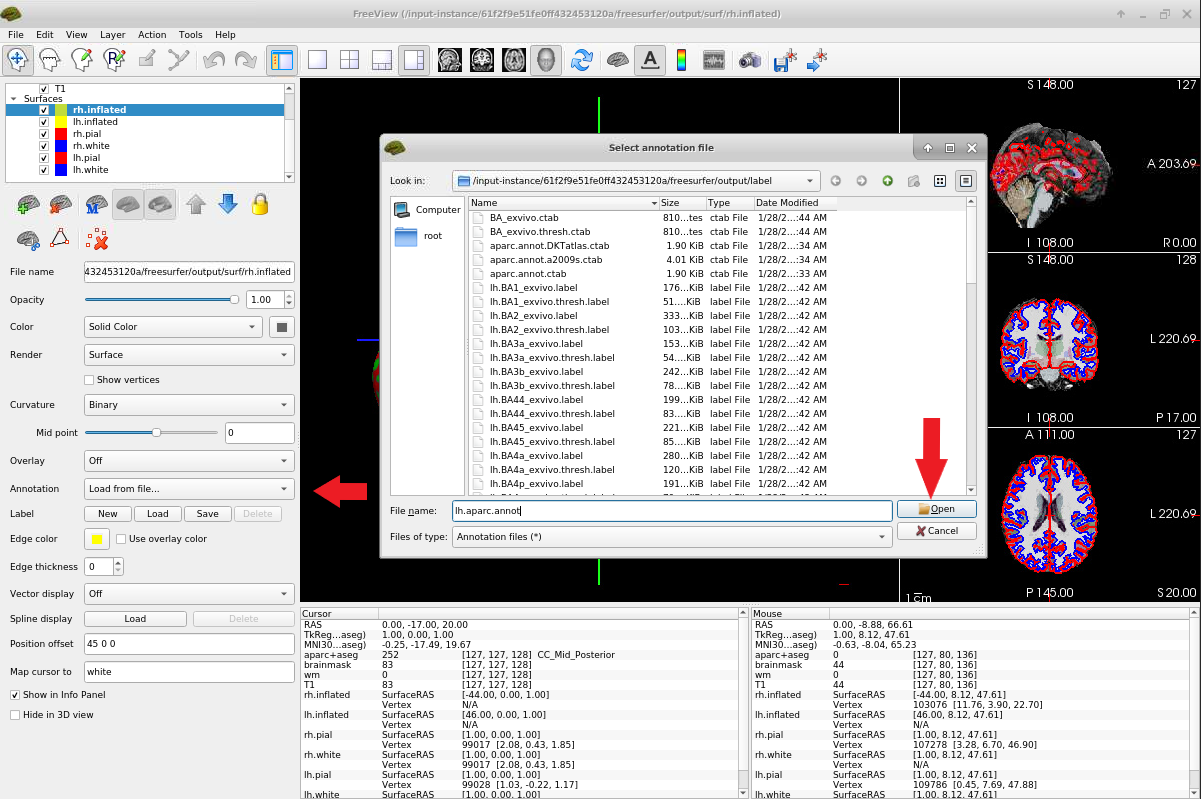 FreeView (/input-instance/61f2f9e51fe0ff432453120a/freesurfer/output/surf/rh.inflated)
File Edit View Layer Action Tools Help
T1
Surfaces
rh.inflated
lh.inflated
rh.pial
rh.white
lh.pial
lh.white
File name 432453120a/freesurfer/output/surf/rh.inflated
Opacity 1.00
Color Solid Color
Render Surface
Show vertices
Curvature Binary
Mid point 0
Overlay Off
Annotation Load from file...
Label New Load Save Delete
Edge color Use overlay color
Edge thickness 0
Vector display Off
Spline display Load Delete
Position offset 45 0 0
Map cursor to white
Show in Info Panel
Hide in 3D view
Select annotation file
Look in: /input-instance/61f2f9e51fe0ff432453120a/freesurfer/output/label
Computer
root
Name Size Type Date Modified
BA_exvivo.ctab 810...tes ctab File 1/28/2...:44 AM
BA_exvivo.thresh.ctab 810...tes ctab File 1/28/2...:44 AM
aparc.annot.DKTatlas.ctab 1.90 KiB ctab File 1/28/2...:34 AM
aparc.annot.a2009s.ctab 4.01 KiB ctab File 1/28/2...:34 AM
aparc.annot.ctab 1.90 KiB ctab File 1/28/2...:33 AM
lh.BA1_exvivo.label 176...KiB label File 1/28/2...:42 AM
lh.BA1_exvivo.thresh.label 51....KiB label File 1/28/2...:42 AM
lh.BA2_exvivo.label 333...KiB label File 1/28/2...:42 AM
lh.BA2_exvivo.thresh.label 103...KiB label File 1/28/2...:42 AM
lh.BA3a_exvivo.label 153...KiB label File 1/28/2...:42 AM
lh.BA3a_exvivo.thresh.label 54....KiB label File 1/28/2...:42 AM
lh.BA3b_exvivo.label 242...KiB label File 1/28/2...:42 AM
lh.BA3b_exvivo.thresh.label 78....KiB label File 1/28/2...:42 AM
lh.BA44_exvivo.label 199...KiB label File 1/28/2...:42 AM
lh.BA44_exvivo.thresh.label 83....KiB label File 1/28/2...:42 AM
lh.BA45_exvivo.label 221...KiB label File 1/28/2...:42 AM
lh.BA45_exvivo.thresh.label 85....KiB label File 1/28/2...:42 AM
lh.BA4a_exvivo.label 280...KiB label File 1/28/2...:42 AM
lh.BA4a_exvivo.thresh.label 120...KiB label File 1/28/2...:42 AM
lh.BA4p_exvivo.label 191...KiB label File 1/28/2...:42 AM
File name: lh.aparc.annot Open
Cancel
Files of type: Annotation files (*)
S 148.00 127
A 203.69
I 108.00 R 0.00
S 148.00 128
L 220.69
I 108.00 P 17.00
A 111.00 127
L 220.69
P 145.00 S 20.00
1 cm
Cursor
RAS 0.00, -17.00, 20.00
TkReg...aseg) 1.00, 0.00, 1.00
MNI30...aseg) -0.25, -17.49, 19.67
aparc+aseg 252 [127, 127, 128] CC_Mid_Posterior
brainmask 83 [127, 127, 128]
wm 0 [127, 127, 128]
T1 83 [127, 127, 128]
rh.inflated SurfaceRAS [-44.00, 0.00, 1.00]
Vertex N/A
lh.inflated SurfaceRAS [46.00, 0.00, 1.00]
Vertex N/A
rh.pial SurfaceRAS [1.00, 0.00, 1.00]
Vertex 99017 [2.08, 0.43, 1.85]
rh.white SurfaceRAS [1.00, 0.00, 1.00]
Vertex 99017 [2.08, 0.43, 1.85]
lh.pial SurfaceRAS [1.00, 0.00, 1.00]
Vertex 99028 [1.03, -0.22, 1.17]
lh.white SurfaceRAS [1.00, 0.00, 1.00]
Mouse
RAS 0.00, -8.88, 66.61
TkReg...aseg) 1.00, 8.12, 47.61
MNI30...aseg) -0.63, -8.04, 65.23
aparc+aseg 0 [127, 80, 136]
brainmask 44 [127, 80, 136]
wm 0 [127, 80, 136]
T1 44 [127, 80, 136]
rh.inflated SurfaceRAS [-44.00, 8.12, 47.61]
Vertex 103076 [11.76, 3.90, 22.70]
lh.inflated SurfaceRAS [46.00, 8.12, 47.61]
Vertex N/A
rh.pial SurfaceRAS [1.00, 8.12, 47.61]
Vertex 107278 [3.28, 6.70, 46.90]
rh.white SurfaceRAS [1.00, 8.12, 47.61]
Vertex N/A
lh.pial SurfaceRAS [1.00, 8.12, 47.61]
Vertex 109786 [0.45, 7.69, 47.88]
lh.white SurfaceRAS [1.00, 8.12, 47.61]